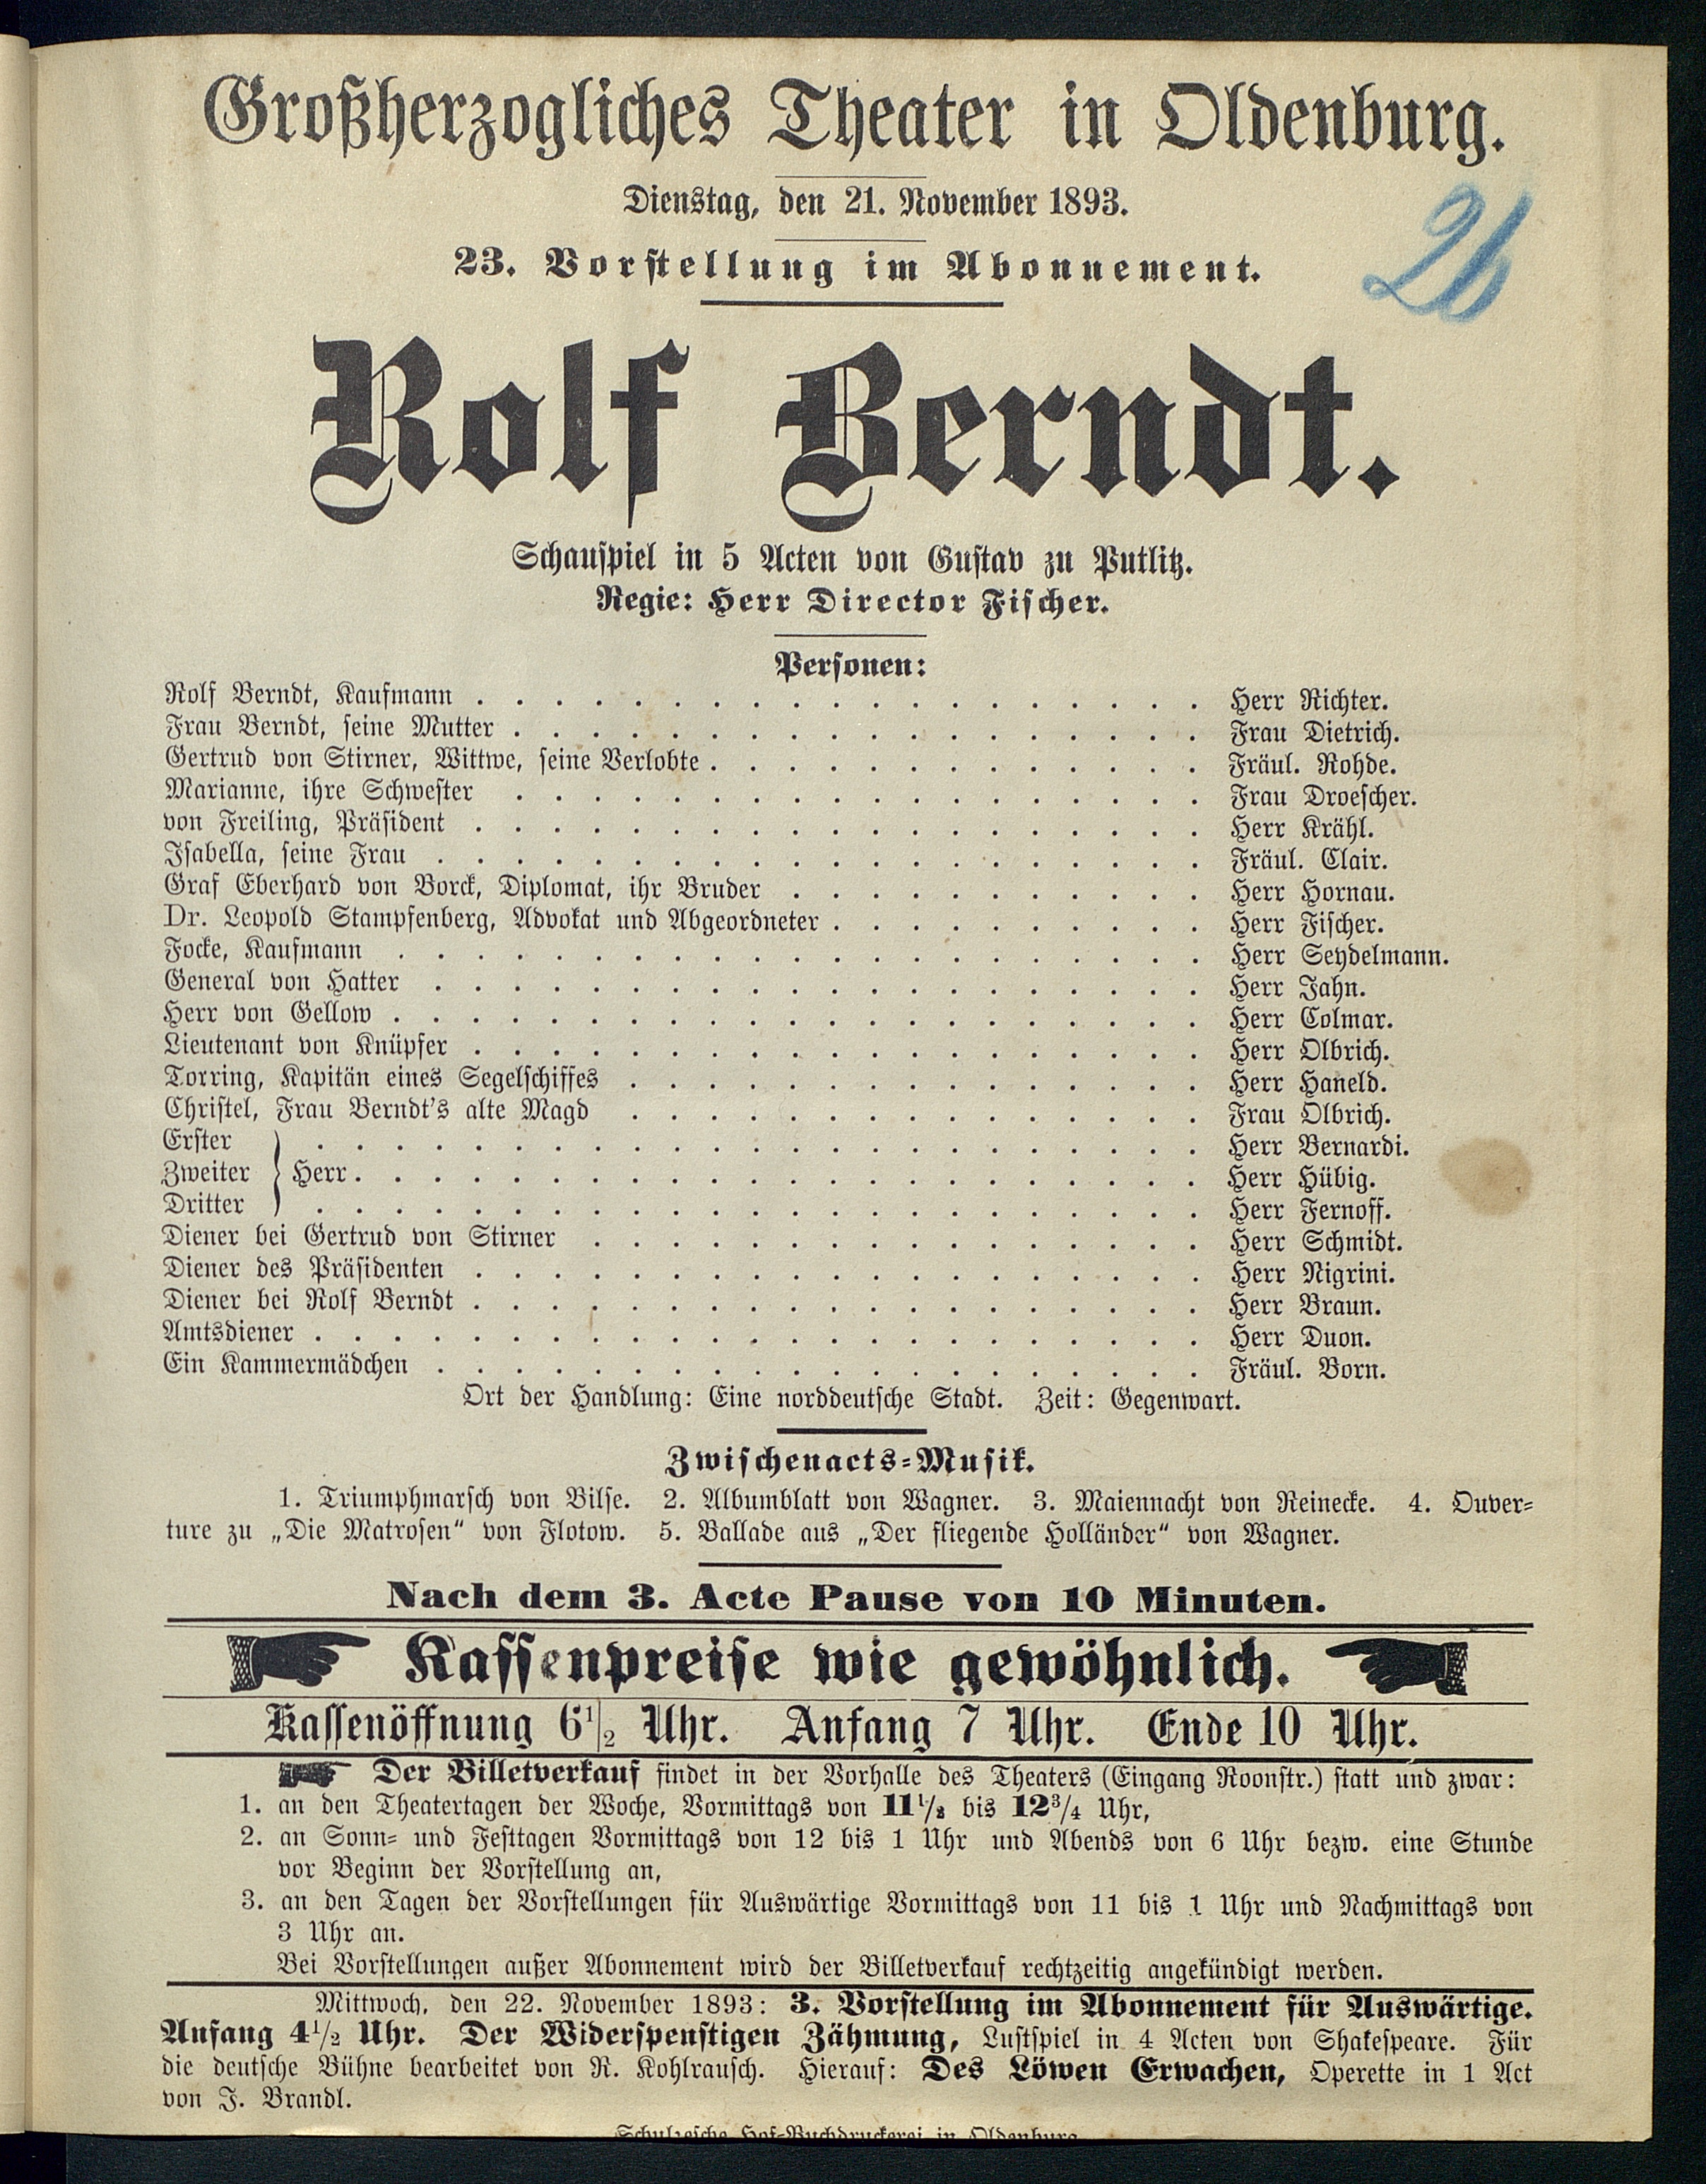 Großherzogliches Theater in Oldenburg.
Dienstag, den 21. November 1893.
26
23. Vorstellung im Abonnement.
Rolf Berndt.
Schauspiel in 5 Acten von Gustav zu Putlitz.
Regie: Herr Director Fischer.
Personen:
Rolf Berndt, Kaufmann . . . . . . . . . . . . . . . . . . . Herr Richter.
Frau Berndt, seine Mutter . . . . . . . . . . . . . . . . . . Frau Dietrich.
Gertrud von Stirner, Wittwe, seine Verlobte . . . . . . . . . . . . . Fräul. Rohde.
Marianne, ihre Schwester . . . . . . . . . . . . . . . . . . Frau Droescher.
von Freiling, Präsident . . . . . . . . . . . . . . . . . . . Herr Krähl.
Isabella, seine Frau . . . . . . . . . . . . . . . . . . . . Fräul. Clair.
Graf Eberhard von Borck, Diplomat, ihr Bruder . . . . . . . . . . . Herr Hornau.
Dr. Leopold Stampfenberg, Advokat und Abgeordneter . . . . . . . . . . Herr Fischer.
Focke, Kaufmann . . . . . . . . . . . . . . . . . . . . . Herr Seydelmann.
General von Hatter . . . . . . . . . . . . . . . . . . . . Herr Jahn.
Herr von Gellow . . . . . . . . . . . . . . . . . . . . . Herr Colmar.
Lieutenant von Knüpfer . . . . . . . . . . . . . . . . . . . Herr Olbrich.
Torring, Kapitän eines Segelschiffes . . . . . . . . . . . . . . . Herr Haneld.
Christel, Frau Berndt's alte Magd . . . . . . . . . . . . . . . Frau Olbrich.
Erster . . . . . . . . . . . . . . . . . . . . . . . Herr Bernardi.
Zweiter } Herr . . . . . . . . . . . . . . . . . . . . . . Herr Hübig.
Dritter . . . . . . . . . . . . . . . . . . . . . . . Herr Fernoff.
Diener bei Gertrud von Stirner . . . . . . . . . . . . . . . . Herr Schmidt.
Diener des Präsidenten . . . . . . . . . . . . . . . . . . . Herr Nigrini.
Diener bei Rolf Berndt . . . . . . . . . . . . . . . . . . . Herr Braun.
Amtsdiener . . . . . . . . . . . . . . . . . . . . . . . Herr Duon.
Ein Kammermädchen . . . . . . . . . . . . . . . . . . . . Fräul. Born.
Ort der Handlung: Eine norddeutsche Stadt. Zeit: Gegenwart.
Zwischenacts-Musik.
1. Triumphmarsch von Bilse. 2. Albumblatt von Wagner. 3. Maiennacht von Reinecke. 4. Ouver-
ture zu „Die Matrosen“ von Flotow. 5. Ballade aus „Der fliegende Holländer“ von Wagner.
Nach dem 3. Acte Pause von 10 Minuten.
Kassenpreise wie gewöhnlich.
Kassenöffnung 6 1/2 Uhr. Anfang 7 Uhr. Ende 10 Uhr.
Der Billetverkauf findet in der Vorhalle des Theaters (Eingang Roonstr.) statt und zwar:
1. an den Theatertagen der Woche, Vormittags von 11 1/2 bis 12 3/4 Uhr,
2. an Sonn- und Festtagen Vormittags von 12 bis 1 Uhr und Abends von 6 Uhr bezw. eine Stunde
vor Beginn der Vorstellung an,
3. an den Tagen der Vorstellungen für Auswärtige Vormittags von 11 bis 1 Uhr und Nachmittags von
3 Uhr an.
Bei Vorstellungen außer Abonnement wird der Billetverkauf rechtzeitig angekündigt werden.
Mittwoch, den 22. November 1893: 3. Vorstellung im Abonnement für Auswärtige.
Anfang 4 1/2 Uhr. Der Widerspenstigen Zähmung, Lustspiel in 4 Acten von Shakespeare. Für
die deutsche Bühne bearbeitet von R. Kohlrausch. Hierauf: Des Löwen Erwachen, Operette in 1 Act
von J. Brandl.
Schulzesche Hof-Buchdruckerei in Oldenburg